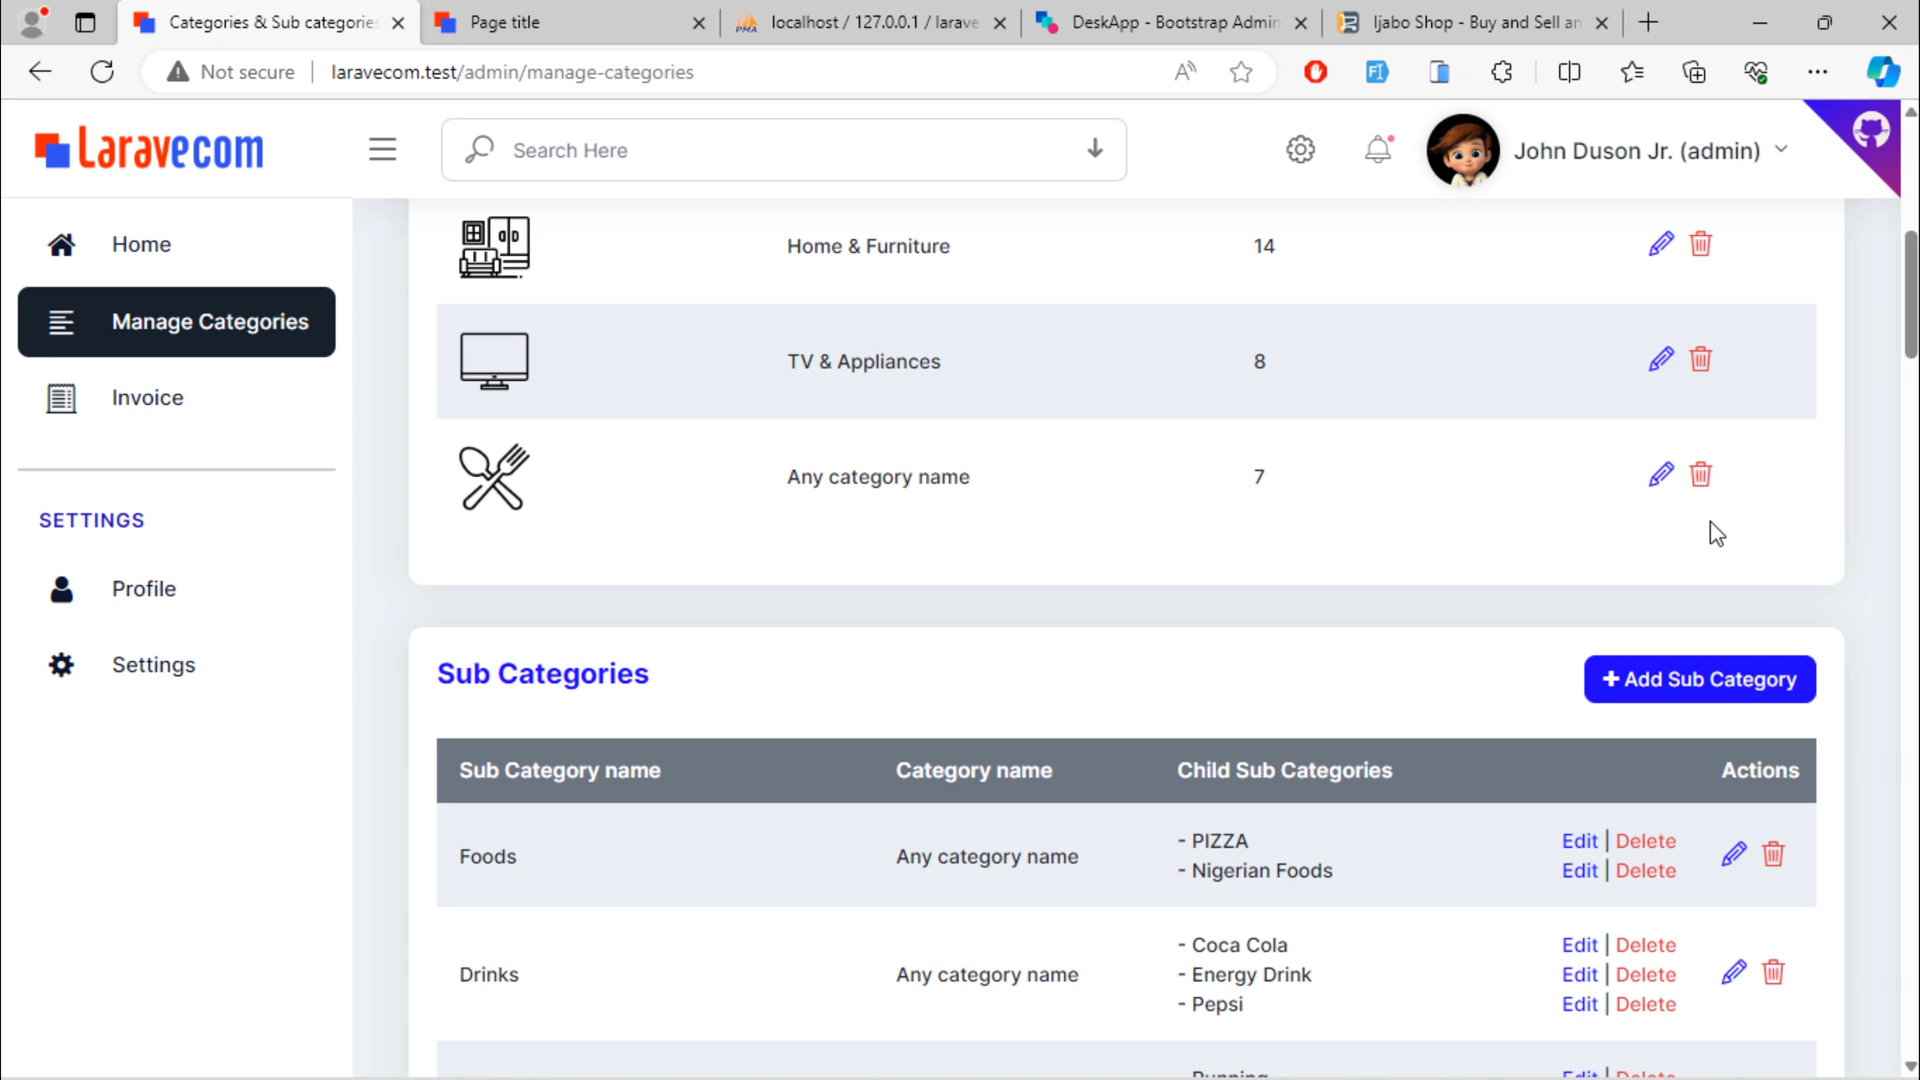 Categories & Sub categories
Page title
localhost / 127.0.0.1 / larave
DeskApp - Bootstrap Admin
Ijabo Shop - Buy and Sell an
Not secure
laravecom.test/admin/manage-categories
Laravecom
Search Here
John Duson Jr. (admin)
Home
Manage Categories
Invoice
SETTINGS
Profile
Settings
Home & Furniture 14
TV & Appliances 8
Any category name 7
Sub Categories
+ Add Sub Category
Sub Category name Category name Child Sub Categories Actions
Foods Any category name
- PIZZA Edit | Delete
- Nigerian Foods Edit | Delete
Drinks Any category name
- Coca Cola Edit | Delete
- Energy Drink Edit | Delete
- Pepsi Edit | Delete